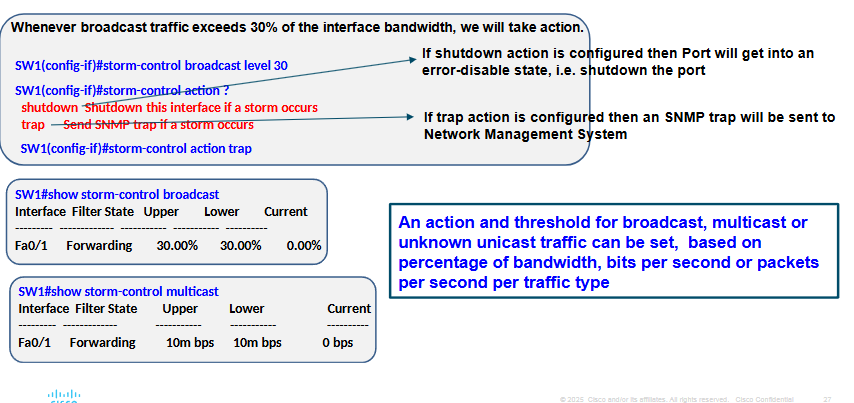 Whenever broadcast traffic exceeds 30% of the interface bandwidth, we will take action.
SW1(config-if)#storm-control broadcast level 30
SW1(config-if)#storm-control action ?
shutdown  Shutdown this interface if a storm occurs
trap      Send SNMP trap if a storm occurs
SW1(config-if)#storm-control action trap
If shutdown action is configured then Port will get into an
error-disable state, i.e. shutdown the port
If trap action is configured then an SNMP trap will be sent to
Network Management System
SW1#show storm-control broadcast
Interface  Filter State  Upper  Lower  Current
---------  -------------  -----------  -----------  ----------
Fa0/1  Forwarding  30.00%  30.00%  0.00%
An action and threshold for broadcast, multicast or
unknown unicast traffic can be set,  based on
percentage of bandwidth, bits per second or packets
per second per traffic type
SW1#show storm-control multicast
Interface  Filter State  Upper  Lower  Current
---------  -------------  -----------  -----------  ----------
Fa0/1  Forwarding  10m bps  10m bps  0 bps
CISCO
© 2025  Cisco and/or its affiliates. All rights reserved.   Cisco Confidential
27